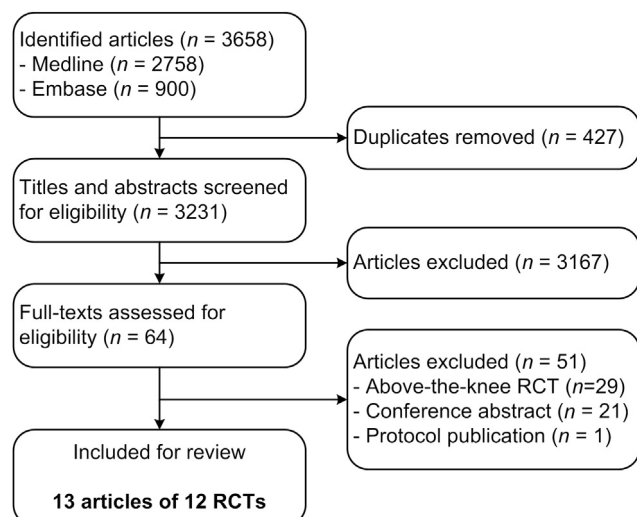 Identified articles (n = 3658)
- Medline (n = 2758)
- Embase (n = 900)
Duplicates removed (n = 427)
Titles and abstracts screened
for eligibility (n = 3231)
Articles excluded (n = 3167)
Full-texts assessed for
eligibility (n = 64)
Articles excluded (n = 51)
- Above-the-knee RCT (n=29)
- Conference abstract (n = 21)
- Protocol publication (n = 1)
Included for review
13 articles of 12 RCTs